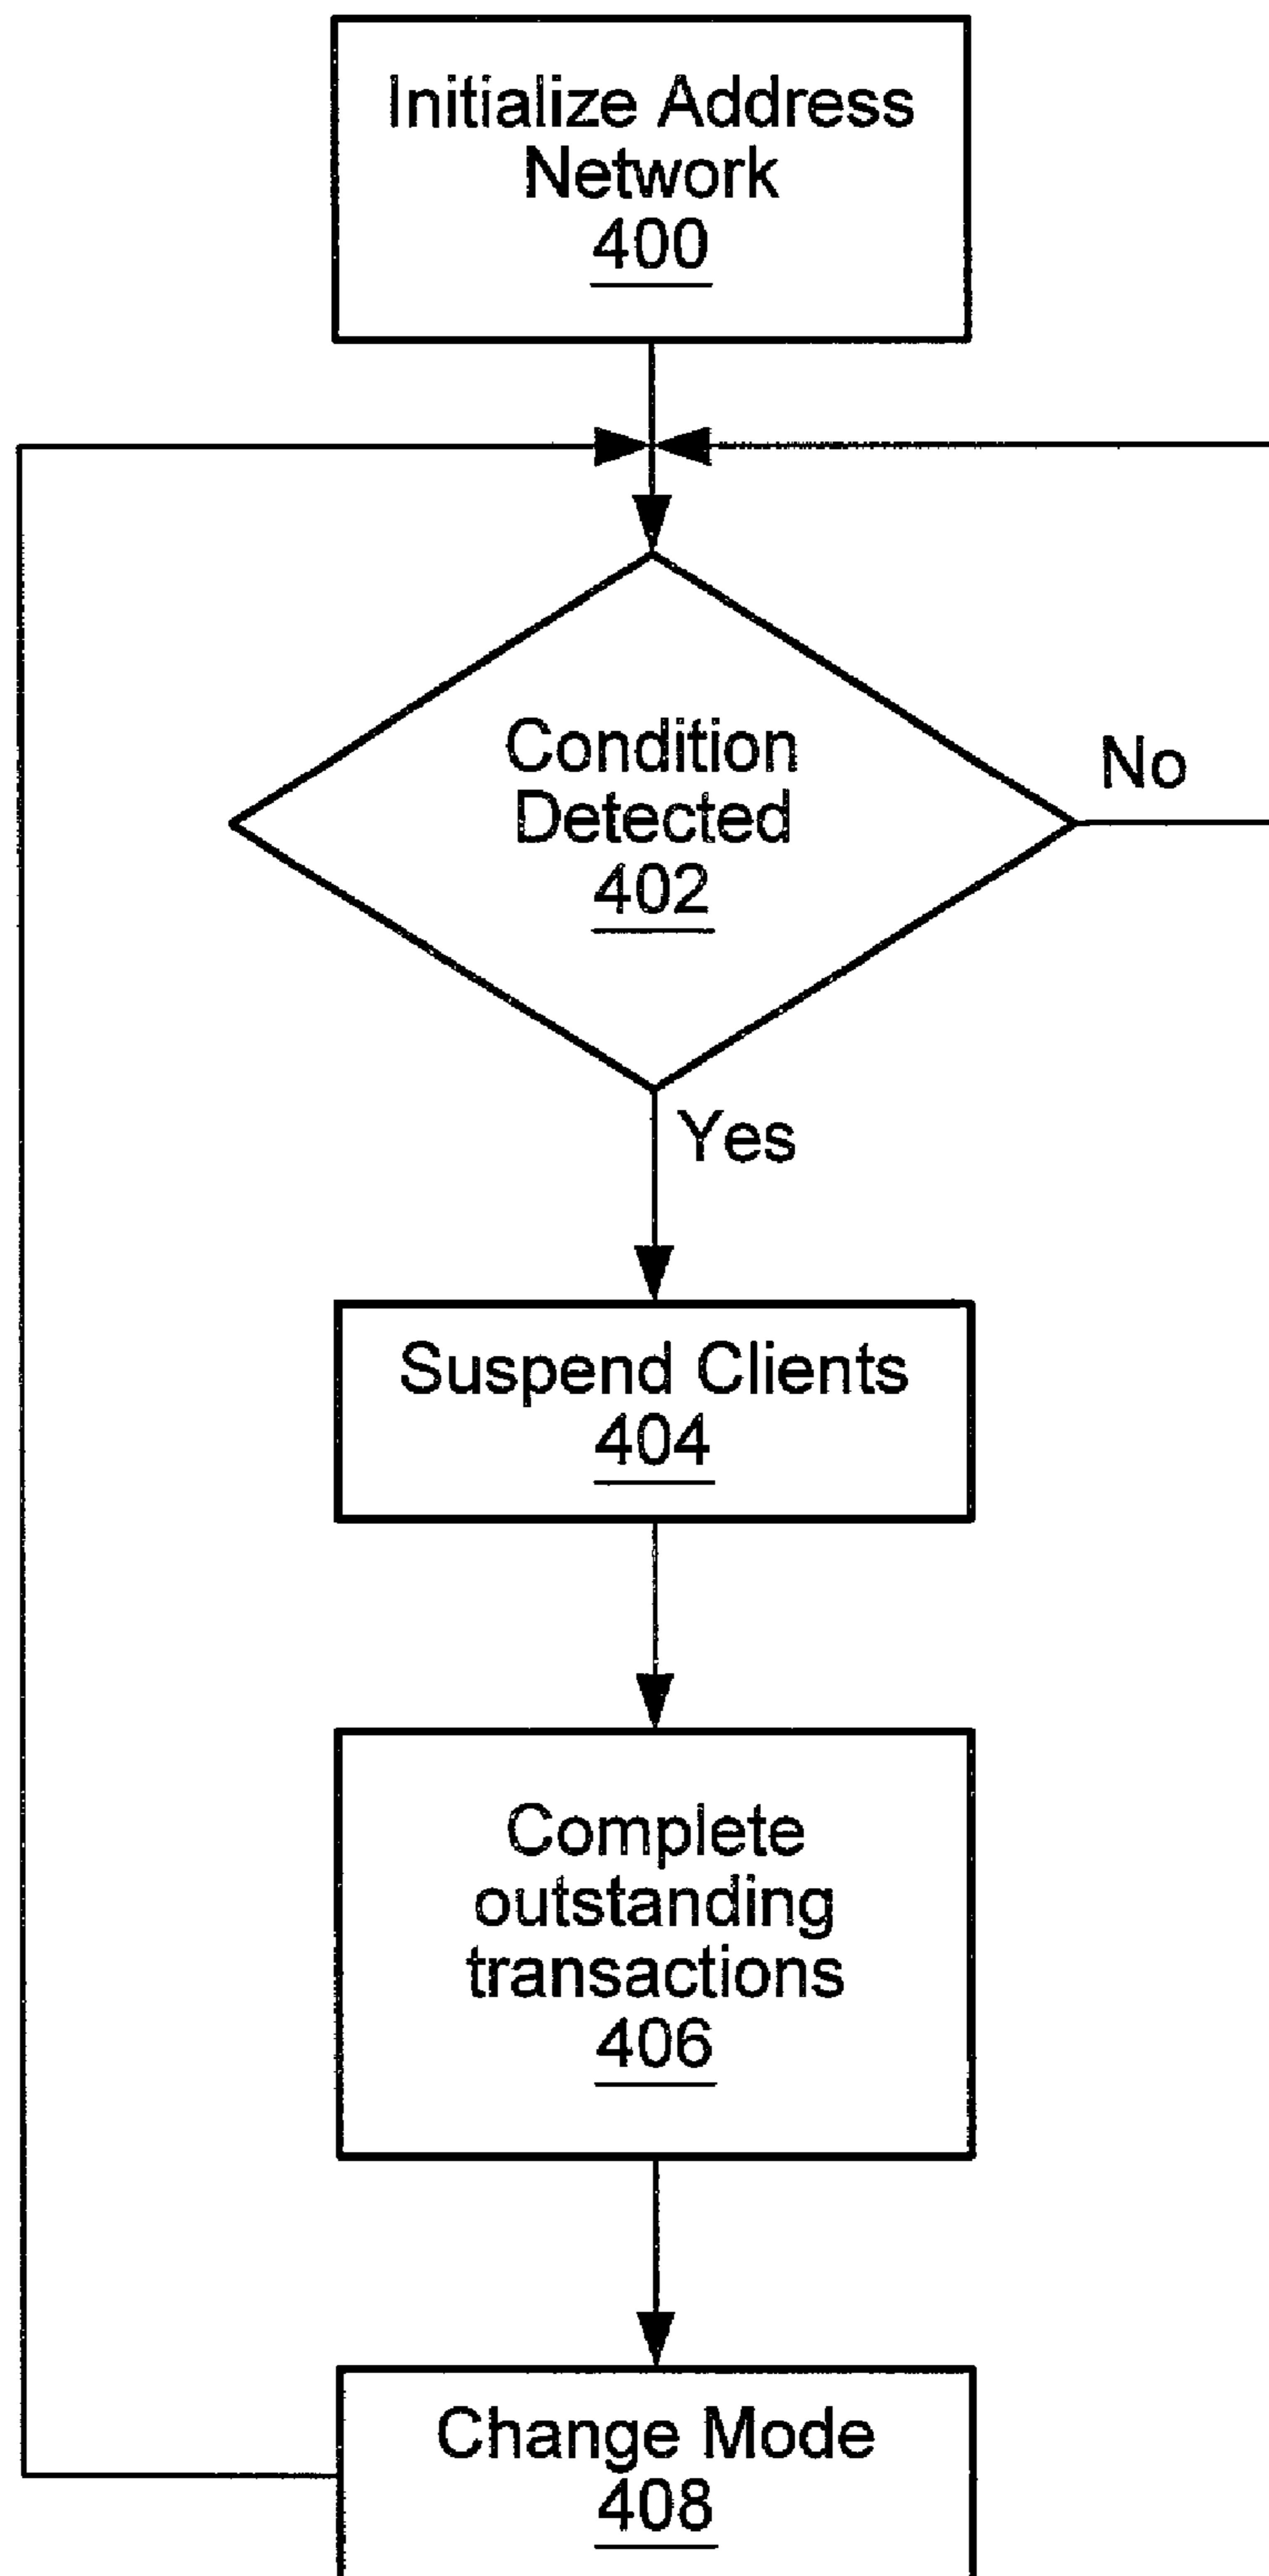 Initialize Address
Network
400
Condition
Detected
402
No
Yes
Suspend Clients
404
Complete
outstanding
transactions
406
Change Mode
408